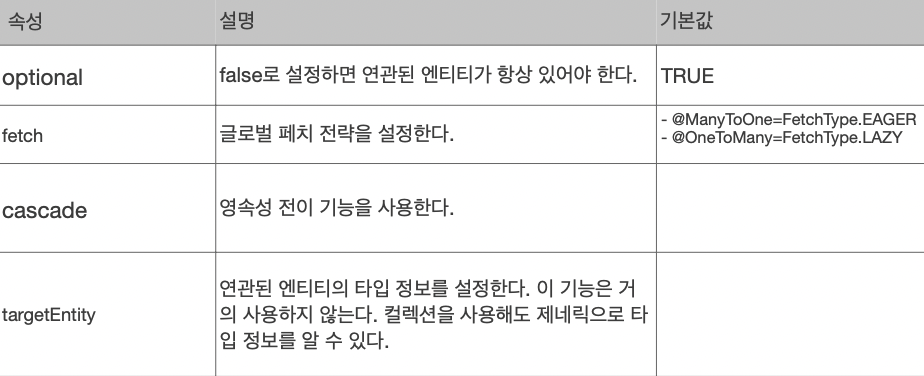 속성 설명 기본값
optional false로 설정하면 연관된 엔티티가 항상 있어야 한다. TRUE
fetch 글로벌 페치 전략을 설정한다. - @ManyToOne=FetchType.EAGER
- @OneToMany=FetchType.LAZY
cascade 영속성 전이 기능을 사용한다.
targetEntity 연관된 엔티티의 타입 정보를 설정한다. 이 기능은 거
의 사용하지 않는다. 컬렉션을 사용해도 제네릭으로 타
입 정보를 알 수 있다.